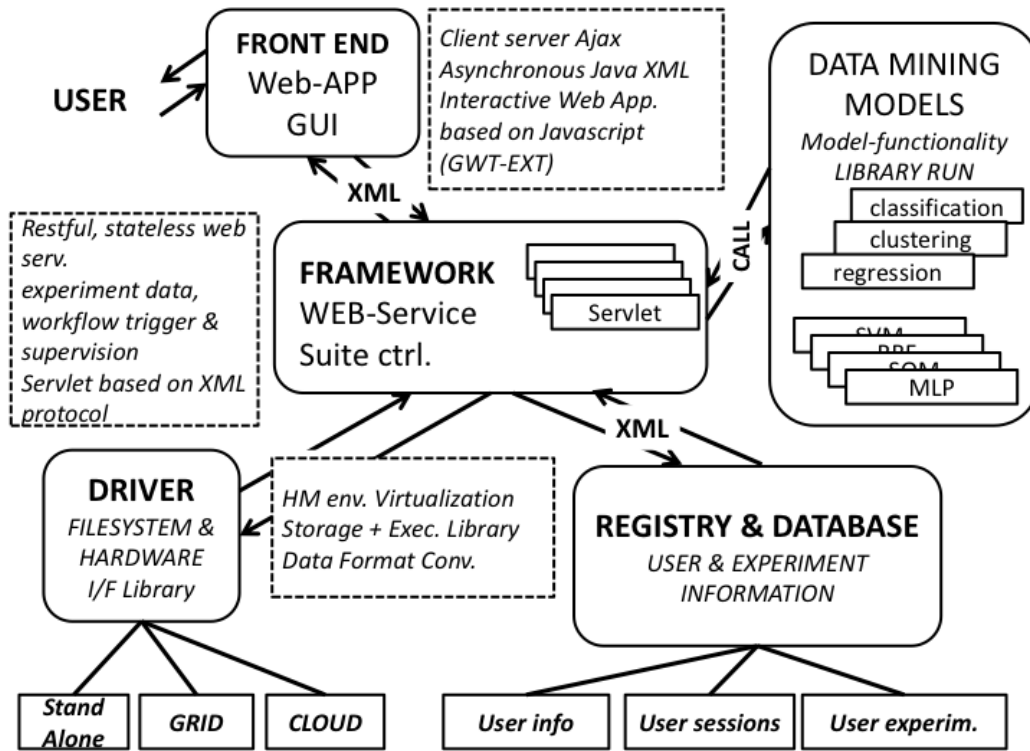 USER
FRONT END
Web-APP
GUI
Client server Ajax
Asynchronous Java XML
Interactive Web App.
based on Javascript
(GWT-EXT)
DATA MINING
MODELS
Model-functionality
LIBRARY RUN
classification
clustering
regression
SVM
SOM
MLP
XML
CALL
Restful, stateless web
serv.
experiment data,
workflow trigger &
supervision
Servlet based on XML
protocol
FRAMEWORK
WEB-Service
Suite ctrl.
Servlet
XML
DRIVER
FILESYSTEM &
HARDWARE
I/F Library
HM env. Virtualization
Storage + Exec. Library
Data Format Conv.
REGISTRY & DATABASE
USER & EXPERIMENT
INFORMATION
Stand
Alone
GRID
CLOUD
User info
User sessions
User experim.